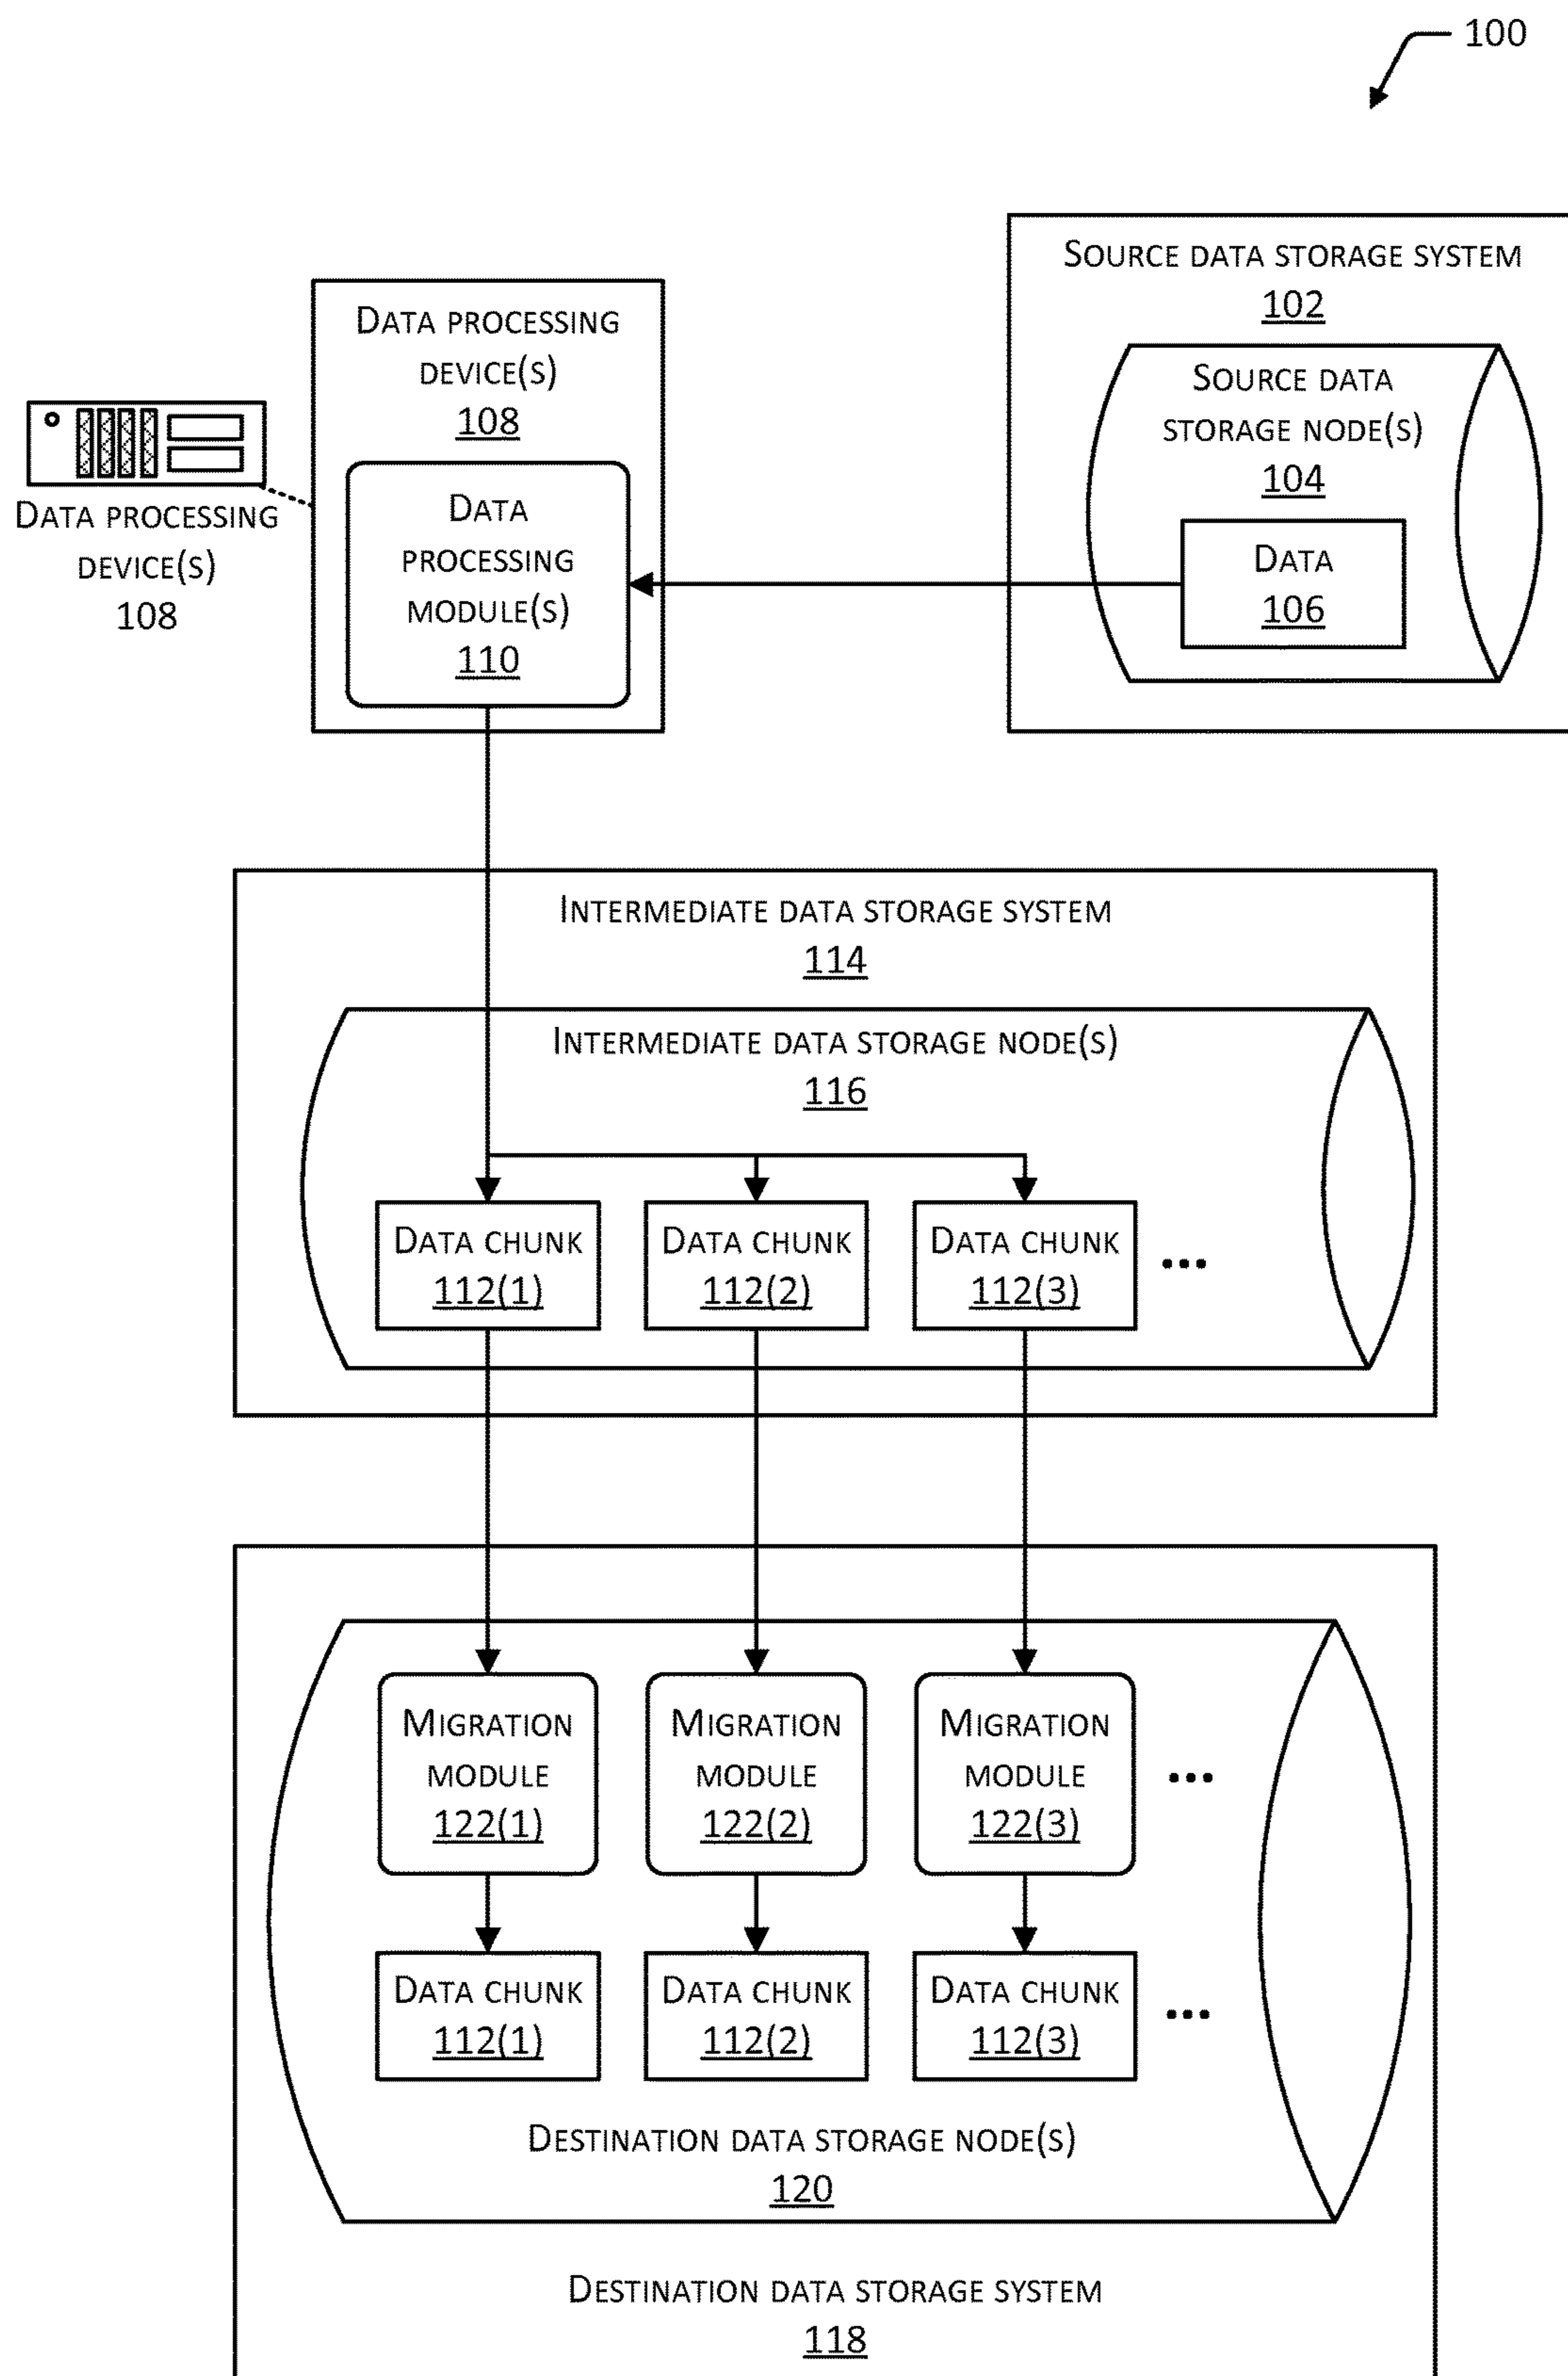 100
SOURCE DATA STORAGE SYSTEM
102
SOURCE DATA
STORAGE NODE(S)
104
DATA
106
DATA PROCESSING
DEVICE(S)
108
DATA
PROCESSING
MODULE(S)
110
DATA PROCESSING
DEVICE(S)
108
INTERMEDIATE DATA STORAGE SYSTEM
114
INTERMEDIATE DATA STORAGE NODE(S)
116
DATA CHUNK
112(1)
DATA CHUNK
112(2)
DATA CHUNK
112(3)
...
MIGRATION
MODULE
122(1)
MIGRATION
MODULE
122(2)
MIGRATION
MODULE
122(3)
...
DATA CHUNK
112(1)
DATA CHUNK
112(2)
DATA CHUNK
112(3)
...
DESTINATION DATA STORAGE NODE(S)
120
DESTINATION DATA STORAGE SYSTEM
118